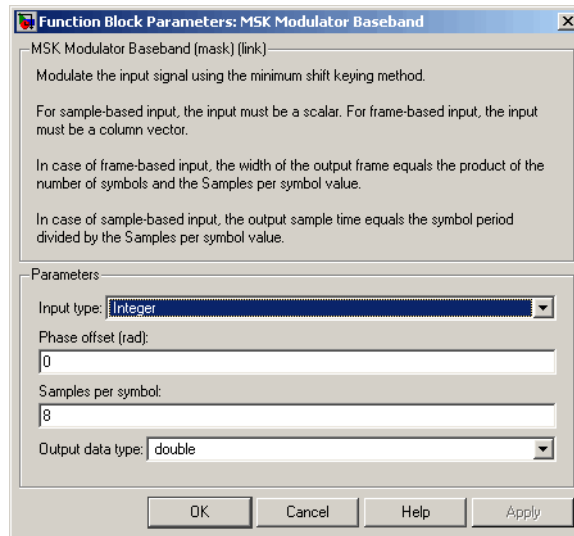 Function Block Parameters: MSK Modulator Baseband
MSK Modulator Baseband (mask) (link)
Modulate the input signal using the minimum shift keying method.
For sample-based input, the input must be a scalar. For frame-based input, the input
must be a column vector.
In case of frame-based input, the width of the output frame equals the product of the
number of symbols and the Samples per symbol value.
In case of sample-based input, the output sample time equals the symbol period
divided by the Samples per symbol value.
Parameters
Input type: Integer
Phase offset (rad):
0
Samples per symbol:
8
Output data type: double
OK Cancel Help Apply